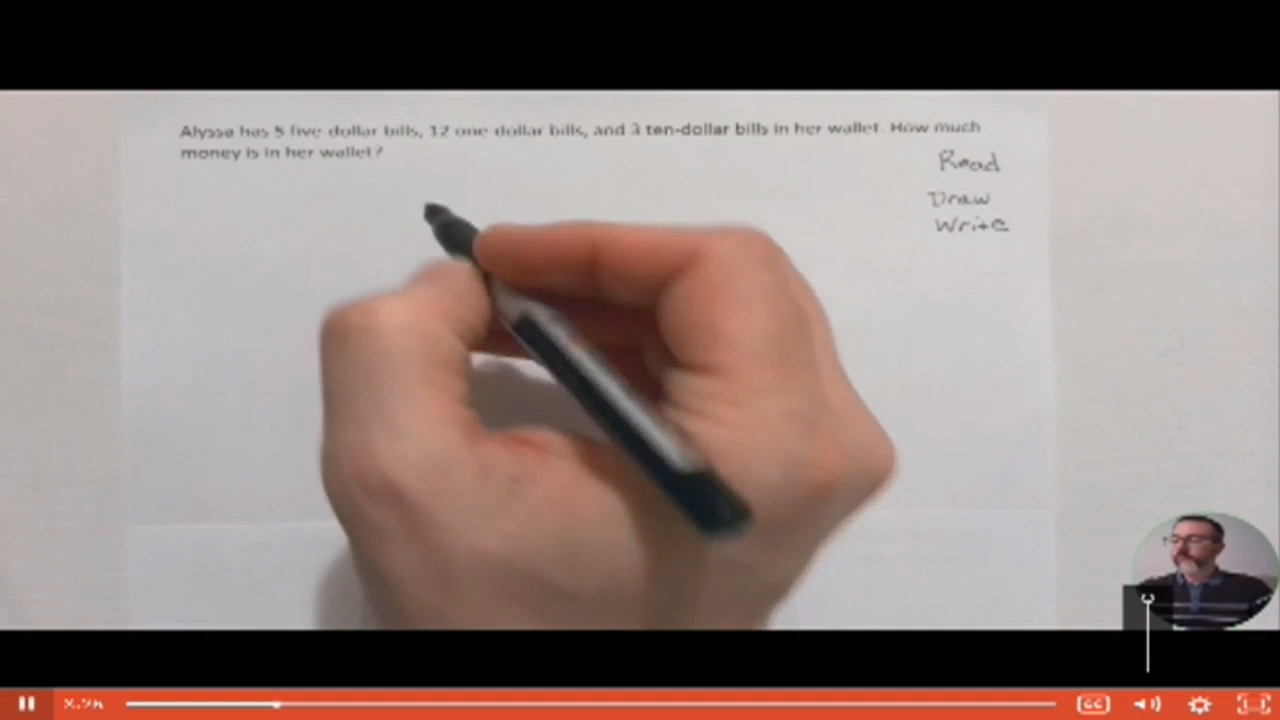 Alyssa has 5 five-dollar bills, 12 one-dollar bills, and 3 ten-dollar bills in her wallet. How much
money is in her wallet?
Read
Draw
Write
CC